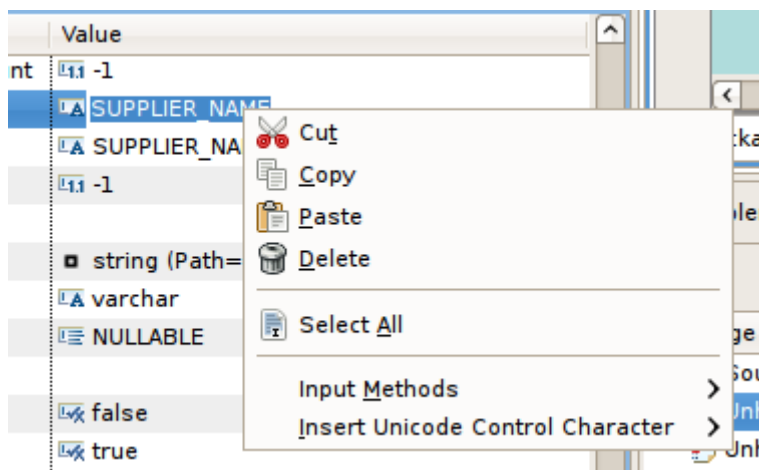 Value
nt -1
SUPPLIER_NAME
Cut
SUPPLIER_NA
Copy
-1
Paste
string (Path=
Delete
varchar
NULLABLE
Select All
Input Methods
false
Insert Unicode Control Character
true